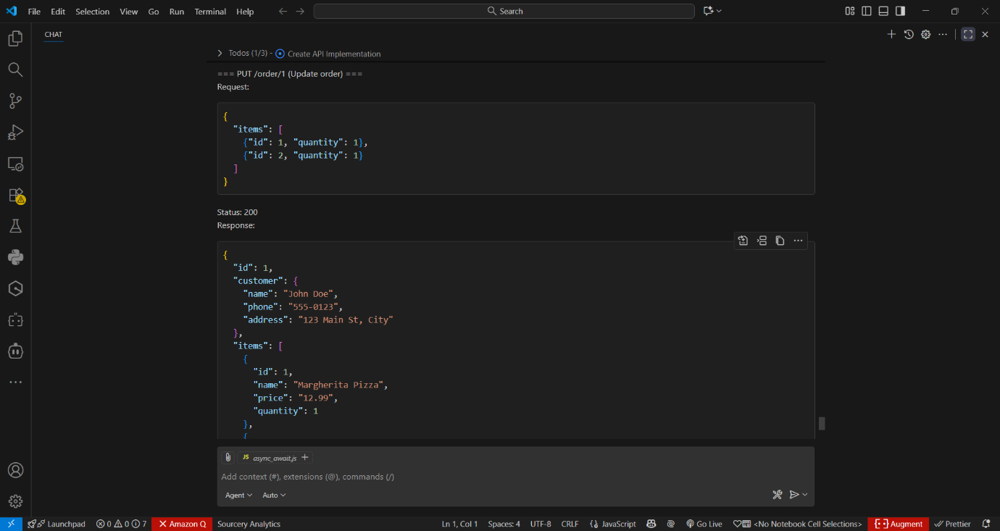 File Edit Selection View Go Run Terminal Help Search
CHAT
Todos (1/3) - Create API Implementation
=== PUT /order/1 (Update order) ===
Request:
{
"items": [
{"id": 1, "quantity": 1},
{"id": 2, "quantity": 1}
]
}
Status: 200
Response:
{
"id": 1,
"customer": {
"name": "John Doe",
"phone": "555-0123",
"address": "123 Main St, City"
},
"items": [
{
"id": 1,
"name": "Margherita Pizza",
"price": "12.99",
"quantity": 1
},
{
JS async_await.js +
Add context (#), extensions (@), commands (/)
Agent Auto
Launchpad 0 0 7 Amazon Q Sourcery Analytics Ln 1, Col 1 Spaces: 4 UTF-8 CRLF {} JavaScript Go Live <No Notebook Cell Selections> Augment Prettier